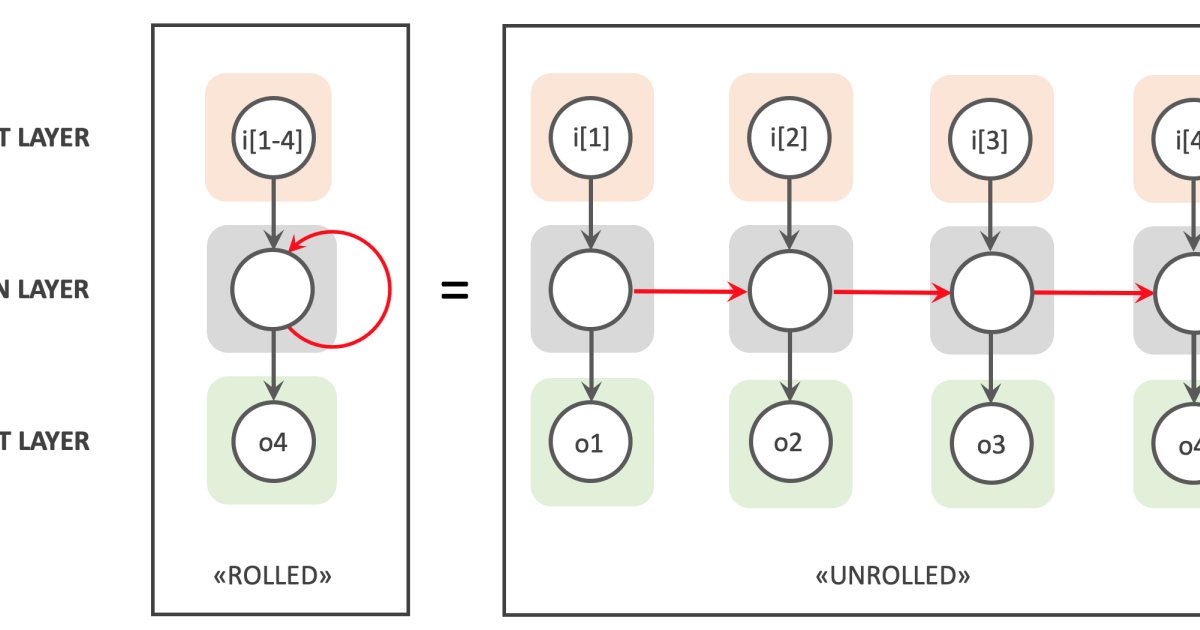 i[1-4]
i[1]
i[2]
i[3]
i[4
T LAYER
N LAYER
=
T LAYER
o4
o1
o2
o3
o4
«ROLLED»
«UNROLLED»